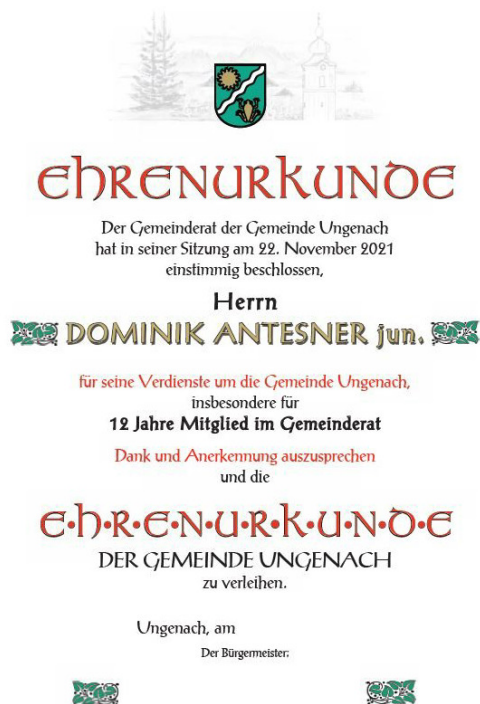 EHRENURKUNDE
Der Gemeinderat der Gemeinde Ungenach
hat in seiner Sitzung am 22. November 2021
einstimmig beschlossen,
Herrn
DOMINIK ANTESNER jun.
für seine Verdienste um die Gemeinde Ungenach,
insbesondere für
12 Jahre Mitglied im Gemeinderat
Dank und Anerkennung auszusprechen
und die
E·H·R·E·N·U·R·K·U·N·D·E
DER GEMEINDE UNGENACH
zu verleihen.
Ungenach, am
Der Bürgermeister: